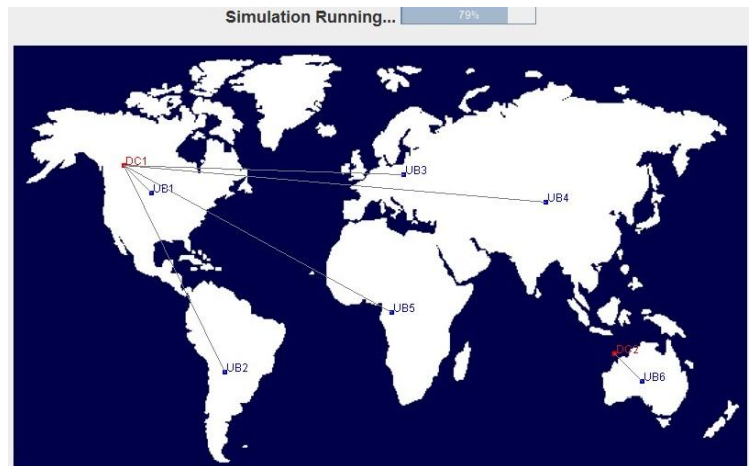 Simulation Running... 79%
DC1
UB3
UB1
UB4
UB5
DC2
UB2
UB6